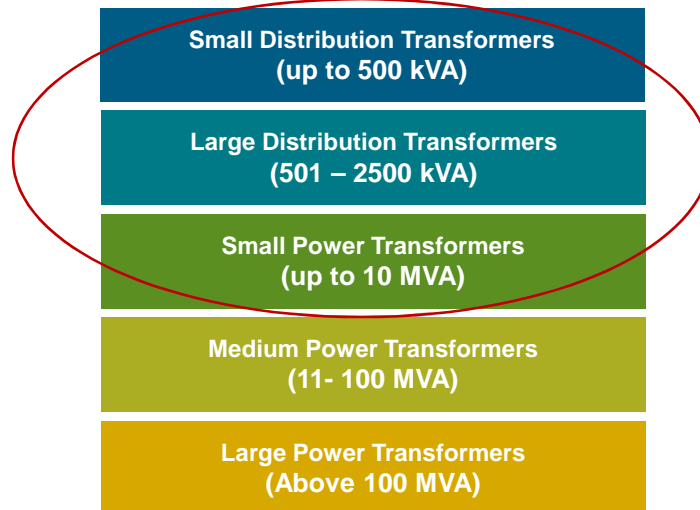 Small Distribution Transformers
(up to 500 kVA)
Large Distribution Transformers
(501 – 2500 kVA)
Small Power Transformers
(up to 10 MVA)
Medium Power Transformers
(11- 100 MVA)
Large Power Transformers
(Above 100 MVA)